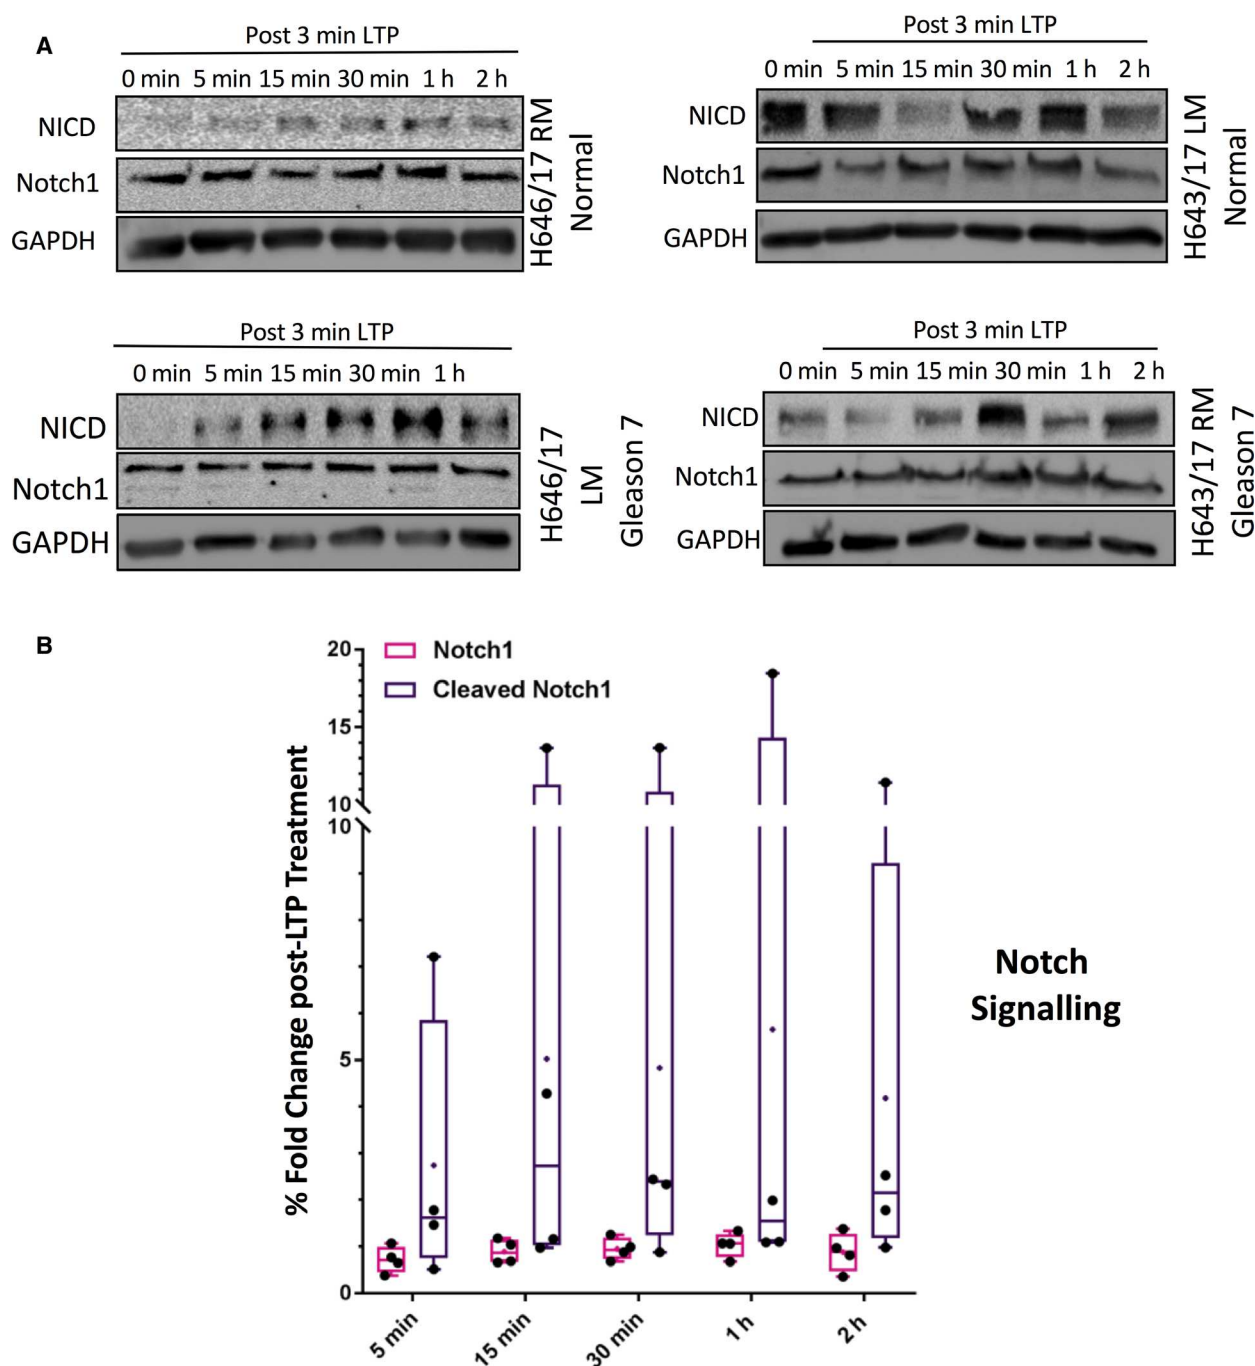 A
Post 3 min LTP
0 min 5 min 15 min 30 min 1 h 2 h
NICD
Notch1
GAPDH
H646/17 RM
Normal
Post 3 min LTP
0 min 5 min 15 min 30 min 1 h 2 h
NICD
Notch1
GAPDH
H643/17 LM
Normal
Post 3 min LTP
0 min 5 min 15 min 30 min 1 h
NICD
Notch1
GAPDH
H646/17
LM
Gleason 7
Post 3 min LTP
0 min 5 min 15 min 30 min 1 h 2 h
NICD
Notch1
GAPDH
H643/17 RM
Gleason 7
B
Notch1
Cleaved Notch1
% Fold Change post-LTP Treatment
20
15
10
10
5
0
5 min
15 min
30 min
1 h
2 h
Notch
Signalling